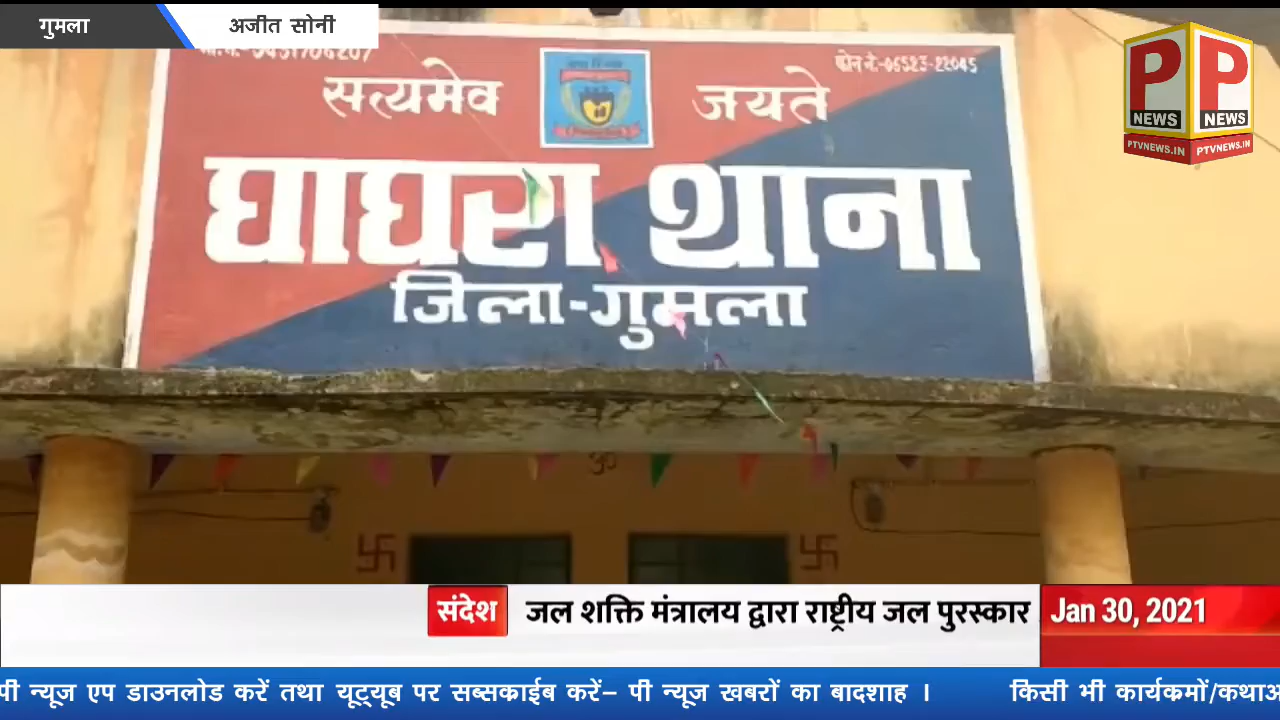 गुमला
अजीत सोनी
फोन नं:-06523-22045
सत्यमेव जयते
घाघरा थाना
जिला-गुमला
P P
NEWS NEWS
PTVNEWS.IN PTVNEWS.IN
संदेश जल शक्ति मंत्रालय द्वारा राष्ट्रीय जल पुरस्कार Jan 30, 2021
पी न्यूज एप डाउनलोड करें तथा यूट्यूब पर सब्सक्राईब करें– पी न्यूज खबरों का बादशाह । किसी भी कार्यक्रमों/कथाअ